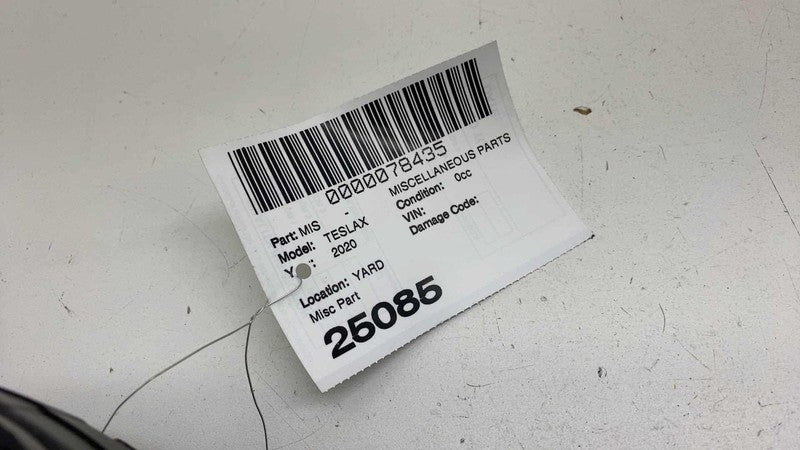 0000078435
Part: MIS - MISCELLANEOUS PARTS
Model: TESLAX Condition: 0cc
2020 VIN:
Damage Code:
Location: YARD
Misc Part
25085